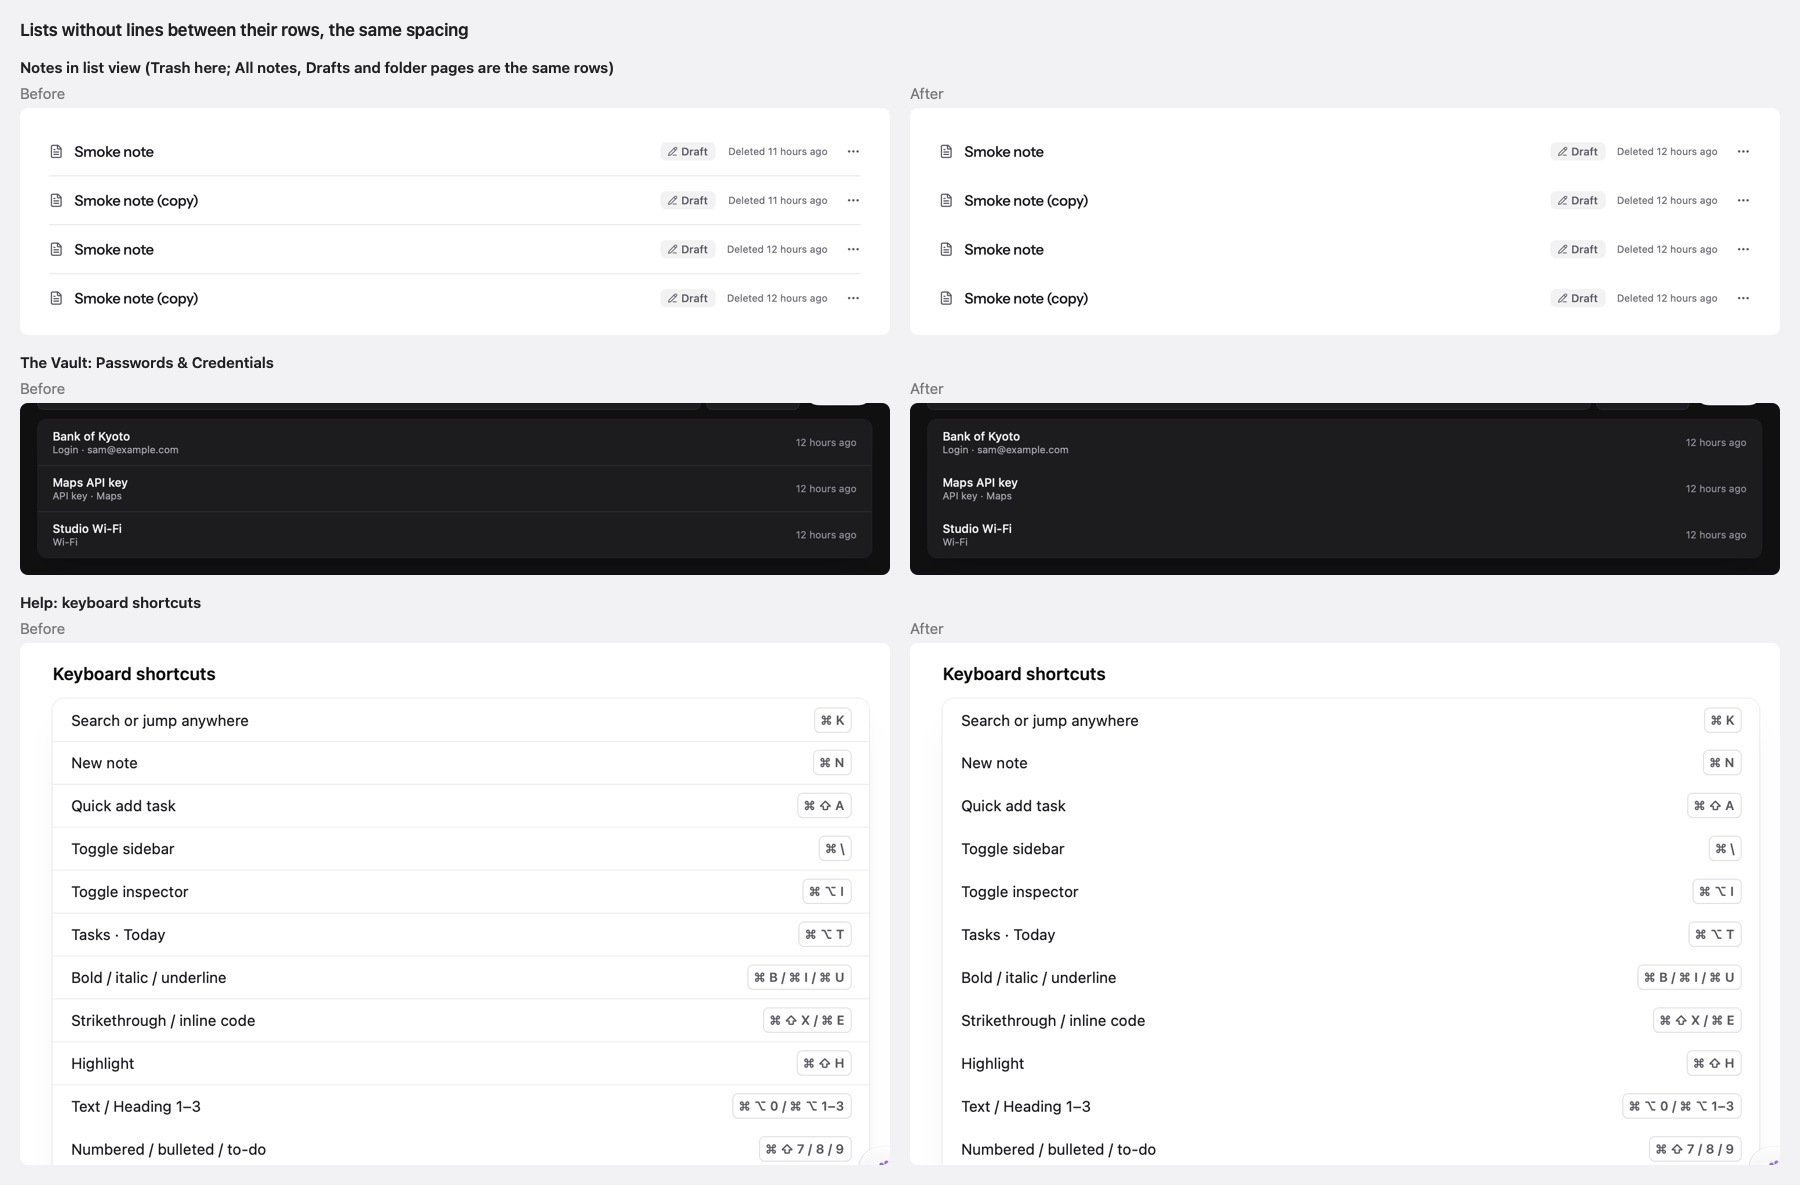 Lists without lines between their rows, the same spacing
Notes in list view (Trash here; All notes, Drafts and folder pages are the same rows)
Before
Smoke note Draft Deleted 11 hours ago ···
Smoke note (copy) Draft Deleted 11 hours ago ···
Smoke note Draft Deleted 12 hours ago ···
Smoke note (copy) Draft Deleted 12 hours ago ···
After
Smoke note Draft Deleted 12 hours ago ···
Smoke note (copy) Draft Deleted 12 hours ago ···
Smoke note Draft Deleted 12 hours ago ···
Smoke note (copy) Draft Deleted 12 hours ago ···
The Vault: Passwords & Credentials
Before
Bank of Kyoto
Login · sam@example.com
12 hours ago
Maps API key
API key · Maps
12 hours ago
Studio Wi-Fi
Wi-Fi
12 hours ago
After
Bank of Kyoto
Login · sam@example.com
12 hours ago
Maps API key
API key · Maps
12 hours ago
Studio Wi-Fi
Wi-Fi
12 hours ago
Help: keyboard shortcuts
Before
Keyboard shortcuts
Search or jump anywhere ⌘ K
New note ⌘ N
Quick add task ⌘ ⇧ A
Toggle sidebar ⌘ \
Toggle inspector ⌘ ⌥ I
Tasks · Today ⌘ ⌥ T
Bold / italic / underline ⌘ B / ⌘ I / ⌘ U
Strikethrough / inline code ⌘ ⇧ X / ⌘ E
Highlight ⌘ ⇧ H
Text / Heading 1–3 ⌘ ⌥ 0 / ⌘ ⌥ 1–3
Numbered / bulleted / to-do ⌘ ⇧ 7 / 8 / 9
After
Keyboard shortcuts
Search or jump anywhere ⌘ K
New note ⌘ N
Quick add task ⌘ ⇧ A
Toggle sidebar ⌘ \
Toggle inspector ⌘ ⌥ I
Tasks · Today ⌘ ⌥ T
Bold / italic / underline ⌘ B / ⌘ I / ⌘ U
Strikethrough / inline code ⌘ ⇧ X / ⌘ E
Highlight ⌘ ⇧ H
Text / Heading 1–3 ⌘ ⌥ 0 / ⌘ ⌥ 1–3
Numbered / bulleted / to-do ⌘ ⇧ 7 / 8 / 9